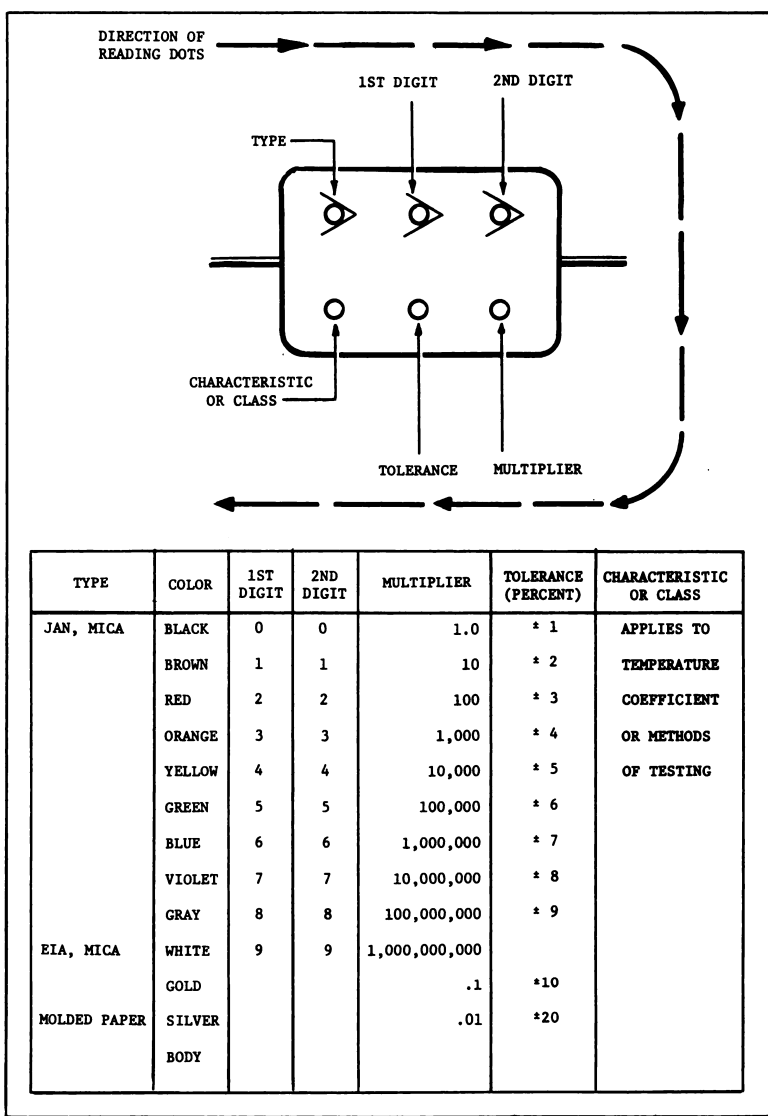 DIRECTION OF
READING DOTS
1ST DIGIT
2ND DIGIT
TYPE
CHARACTERISTIC
OR CLASS
TOLERANCE
MULTIPLIER
TYPE COLOR 1ST DIGIT 2ND DIGIT MULTIPLIER TOLERANCE (PERCENT) CHARACTERISTIC OR CLASS
JAN, MICA BLACK 0 0 1.0 ± 1 APPLIES TO
BROWN 1 1 10 ± 2 TEMPERATURE
RED 2 2 100 ± 3 COEFFICIENT
ORANGE 3 3 1,000 ± 4 OR METHODS
YELLOW 4 4 10,000 ± 5 OF TESTING
GREEN 5 5 100,000 ± 6
BLUE 6 6 1,000,000 ± 7
VIOLET 7 7 10,000,000 ± 8
GRAY 8 8 100,000,000 ± 9
EIA, MICA WHITE 9 9 1,000,000,000
GOLD .1 ±10
MOLDED PAPER SILVER .01 ±20
BODY